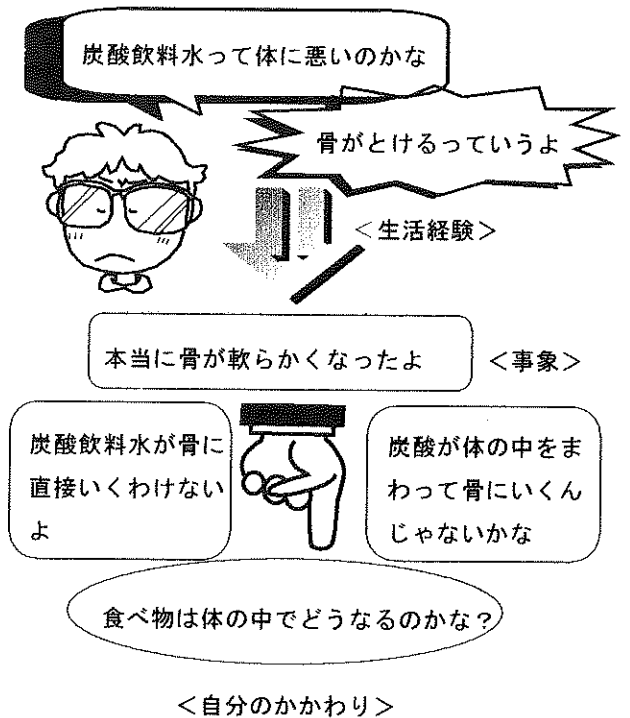 炭酸飲料水って体に悪いのかな
骨がとけるっていうよ
＜生活経験＞
本当に骨が軟らかくなったよ
＜事象＞
炭酸飲料水が骨に
直接いくわけない
よ
炭酸が体の中をま
わって骨にいくん
じゃないかな
食べ物は体の中でどうなるのかな？
＜自分のかかわり＞